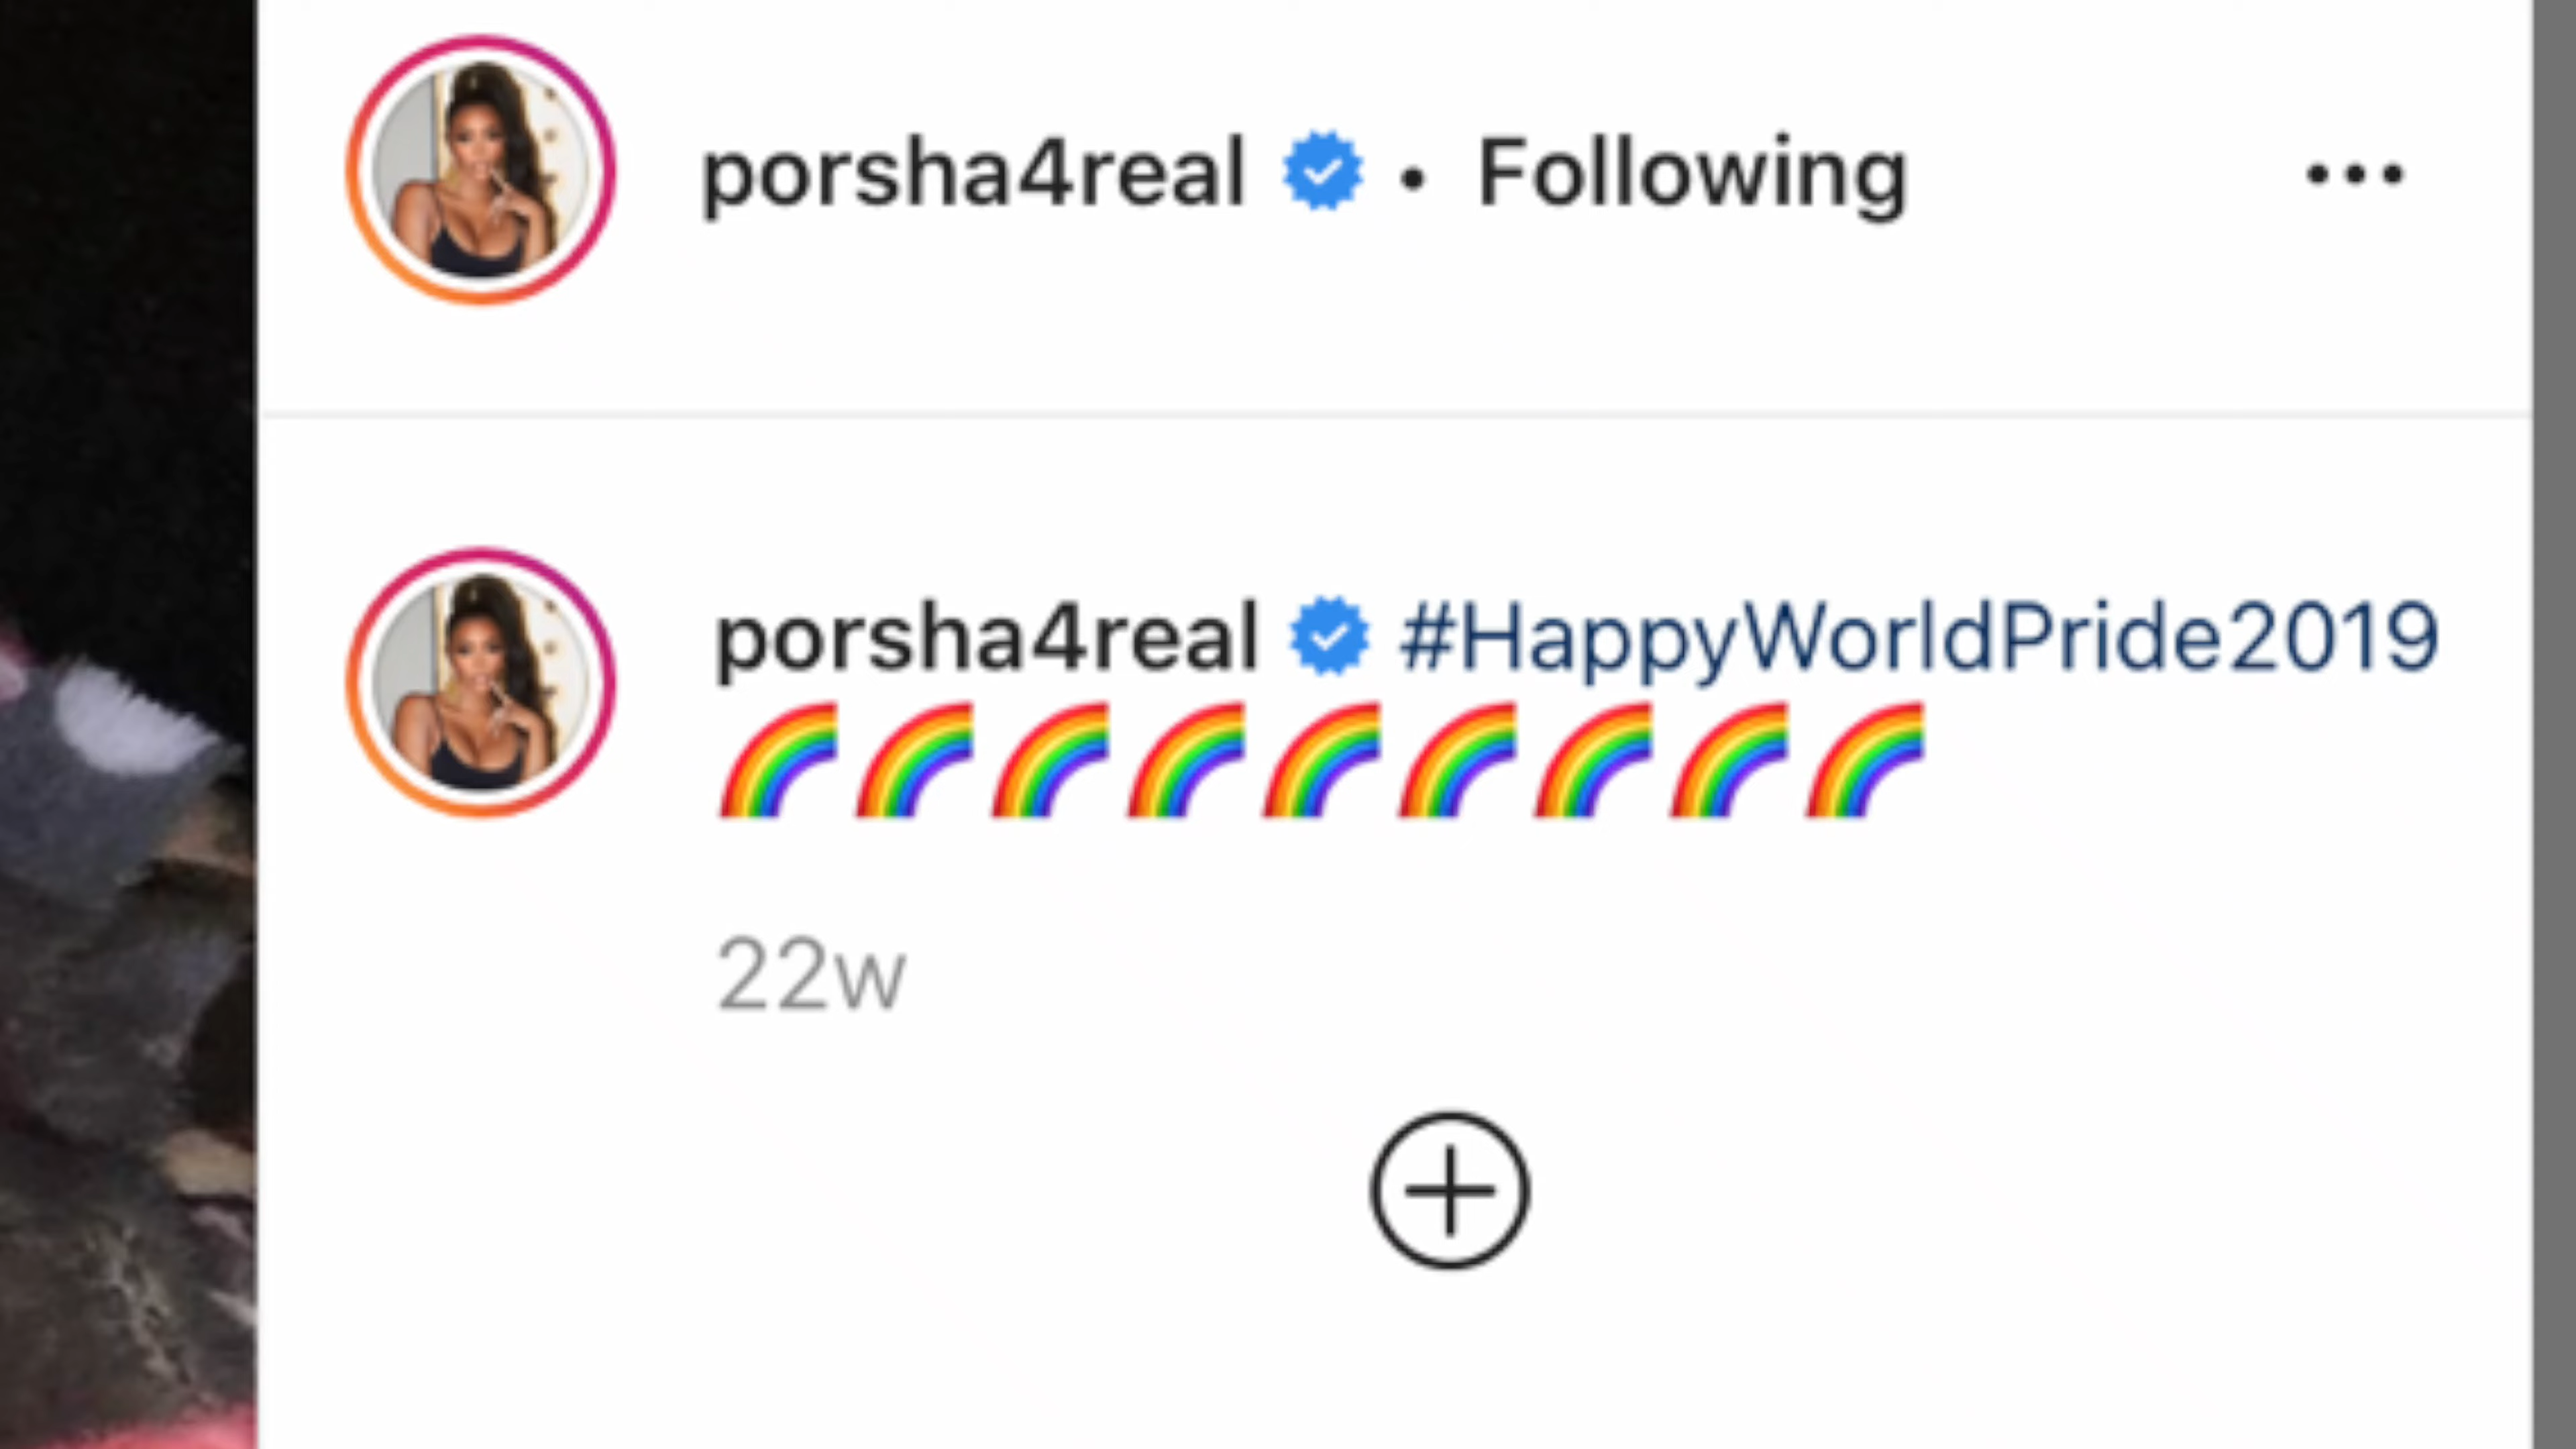 porsha4real • Following
porsha4real #HappyWorldPride2019
🌈🌈🌈🌈🌈🌈🌈🌈🌈
22w